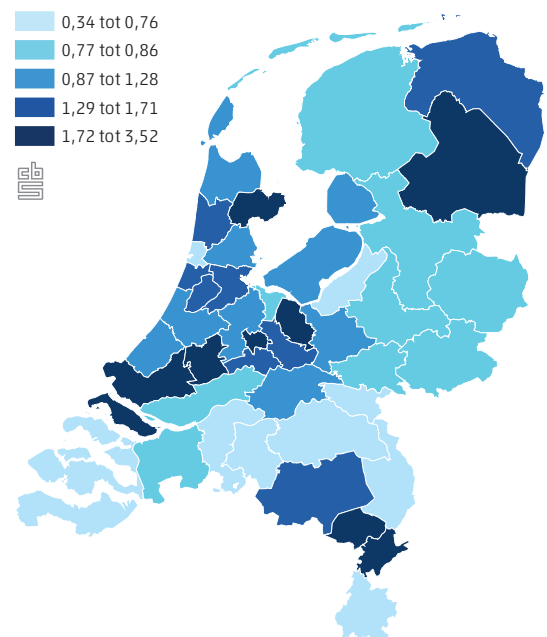 0,34 tot 0,76
0,77 tot 0,86
0,87 tot 1,28
1,29 tot 1,71
1,72 tot 3,52
cbs